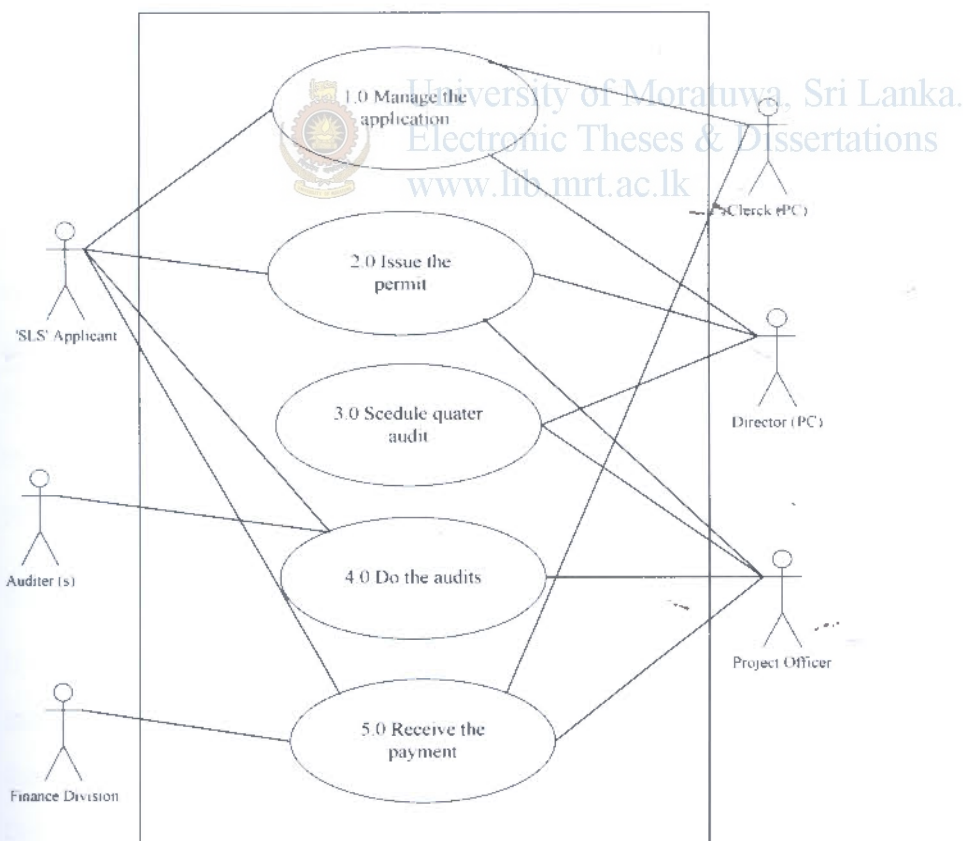 University of Moratuwa, Sri Lanka.
Electronic Theses & Dissertations
www.lib.mrt.ac.lk
1.0 Manage the
application
Clerck (PC)
2.0 Issue the
permit
'SLS' Applicant
Director (PC)
3.0 Scedule quater
audit
Auditer (s)
4.0 Do the audits
Project Officer
5.0 Receive the
payment
Finance Division